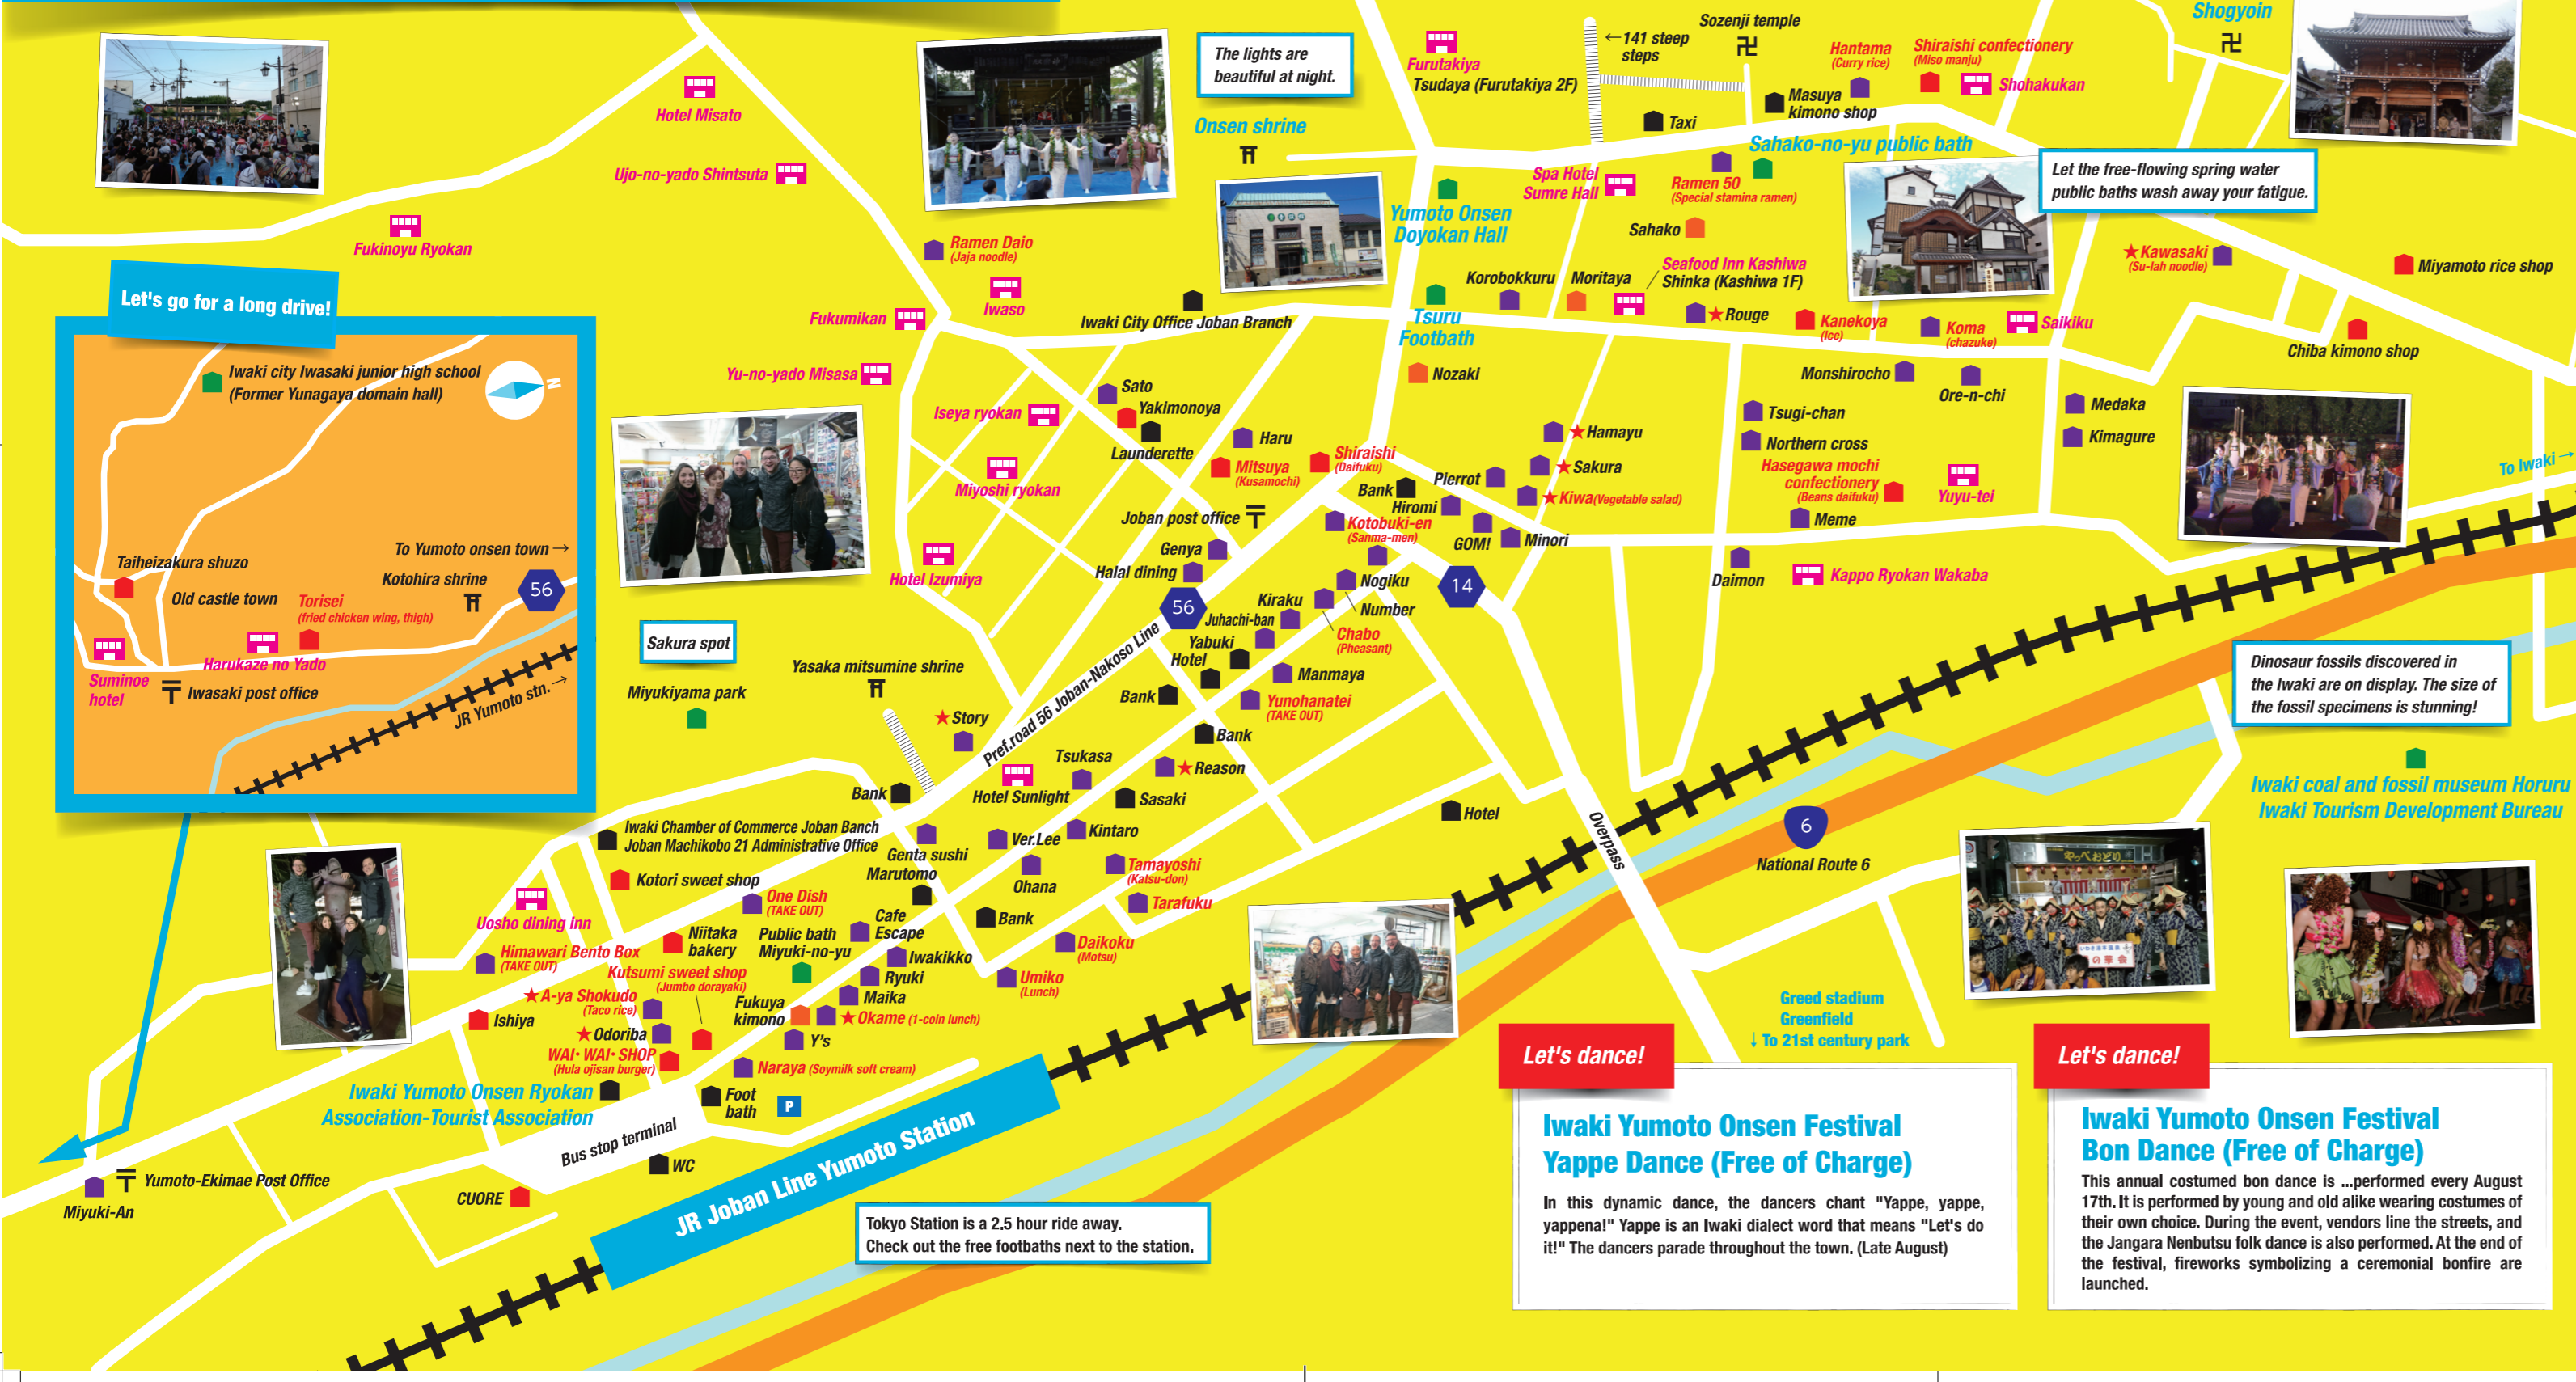 Shogyoin
Sozenji temple
←141 steep
steps
The lights are
beautiful at night.
Furutakiya
Tsudaya (Furutakiya 2F)
Hantama
(Curry rice)
Shiraishi confectionery
(Miso manju)
Shohakukan
Masuya
kimono shop
Taxi
Hotel Misato
Onsen shrine
Sahako-no-yu public bath
Let the free-flowing spring water
public baths wash away your fatigue.
Ujo-no-yado Shintsuta
Spa Hotel
Sumre Hall
Ramen 50
(Special stamina ramen)
Yumoto Onsen
Doyokan Hall
Sahako
Fukinoyu Ryokan
Ramen Daio
(Jaja noodle)
★Kawasaki
(Su-lah noodle)
Miyamoto rice shop
Korobokkuru
Moritaya
Seafood Inn Kashiwa
Shinka (Kashiwa 1F)
Let's go for a long drive!
Iwaso
Fukumikan
Iwaki City Office Joban Branch
Tsuru
Footbath
★Rouge
Kanekoya
(Ice)
Koma
(chazuke)
Saikiku
Chiba kimono shop
Iwaki city Iwasaki junior high school
(Former Yunagaya domain hall)
N
Yu-no-yado Misasa
Nozaki
Monshirocho
Ore-n-chi
Sato
Yakimonoya
Iseya ryokan
Launderette
Haru
★Hamayu
Tsugi-chan
Northern cross
Medaka
Kimagure
Mitsuya
(Kusamochi)
Shiraishi
(Daifuku)
★Sakura
Hasegawa mochi
confectionery
(Beans daifuku)
Yuyu-tei
To Iwaki→
Miyoshi ryokan
Bank
Pierrot
★Kiwa(Vegetable salad)
Hiromi
Joban post office
Kotobuki-en
(Sanma-men)
GOM!
Minori
Meme
Genya
Halal dining
Hotel Izumiya
Nogiku
14
Daimon
Kappo Ryokan Wakaba
To Yumoto onsen town→
Taiheizakura shuzo
Kotohira shrine
56
Old castle town
Torisei
(fried chicken wing, thigh)
56
Kiraku
Number
Juhachi-ban
Chabo
(Pheasant)
Yabuki
Hotel
Harukaze no Yado
Suminoe
hotel
Iwasaki post office
JR Yumoto stn.→
Sakura spot
Yasaka mitsumine shrine
Miyukiyama park
Bank
Manmaya
Yunohanatei
(TAKE OUT)
Dinosaur fossils discovered in
the Iwaki are on display. The size of
the fossil specimens is stunning!
★Story
Pref.road 56 Joban-Nakoso Line
Bank
Tsukasa
★Reason
Bank
Hotel Sunlight
Sasaki
Iwaki coal and fossil museum Horuru
Iwaki Tourism Development Bureau
Hotel
Overpass
6
National Route 6
Iwaki Chamber of Commerce Joban Banch
Joban Machikobo 21 Administrative Office
Genta sushi
Ver.Lee
Kintaro
Marutomo
Ohana
Tamayoshi
(Katsu-don)
Kotori sweet shop
One Dish
(TAKE OUT)
Tarafuku
やっぺおどり
Uosho dining inn
Cafe
Escape
Bank
Niitaka
bakery
Public bath
Miyuki-no-yu
Daikoku
(Motsu)
Himawari Bento Box
(TAKE OUT)
Iwakikko
Kutsumi sweet shop
(Jumbo dorayaki)
Ryuki
Umiko
(Lunch)
★A-ya Shokudo
(Taco rice)
Maika
Fukuya
kimono
★Okame (1-coin lunch)
Ishiya
★Odoriba
Y's
WAI･WAI･SHOP
(Hula ojisan burger)
Naraya (Soymilk soft cream)
Greed stadium
Greenfield
↓To 21st century park
Iwaki Yumoto Onsen Ryokan
Association-Tourist Association
Foot
bath
P
Bus stop terminal
WC
JR Joban Line Yumoto Station
Yumoto-Ekimae Post Office
Miyuki-An
CUORE
Tokyo Station is a 2.5 hour ride away.
Check out the free footbaths next to the station.
Let's dance!
Iwaki Yumoto Onsen Festival
Yappe Dance (Free of Charge)
In this dynamic dance, the dancers chant "Yappe, yappe,
yappena!" Yappe is an Iwaki dialect word that means "Let's do
it!" The dancers parade throughout the town. (Late August)
Let's dance!
Iwaki Yumoto Onsen Festival
Bon Dance (Free of Charge)
This annual costumed bon dance is ...performed every August
17th. It is performed by young and old alike wearing costumes of
their own choice. During the event, vendors line the streets, and
the Jangara Nenbutsu folk dance is also performed. At the end of
the festival, fireworks symbolizing a ceremonial bonfire are
launched.